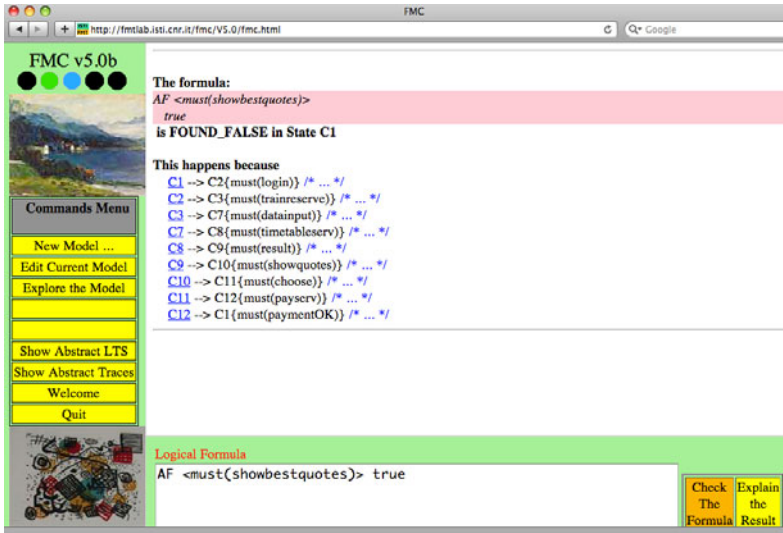 FMC
http://fmtlab.isti.cnr.it/fmc/V5.0/fmc.html
Google
FMC v5.0b
Commands Menu
New Model ...
Edit Current Model
Explore the Model
Show Abstract LTS
Show Abstract Traces
Welcome
Quit
The formula:
AF <must(showbestquotes)>
true
is FOUND_FALSE in State C1
This happens because
C1 --> C2{must(login)} /* ... */
C2 --> C3{must(trainreserve)} /* ... */
C3 --> C7{must(datainput)} /* ... */
C7 --> C8{must(timetableserv)} /* ... */
C8 --> C9{must(result)} /* ... */
C9 --> C10{must(showquotes)} /* ... */
C10 --> C11{must(choose)} /* ... */
C11 --> C12{must(payserv)} /* ... */
C12 --> C1{must(paymentOK)} /* ... */
Logical Formula
AF <must(showbestquotes)> true
Check
The
Formula
Explain
the
Result